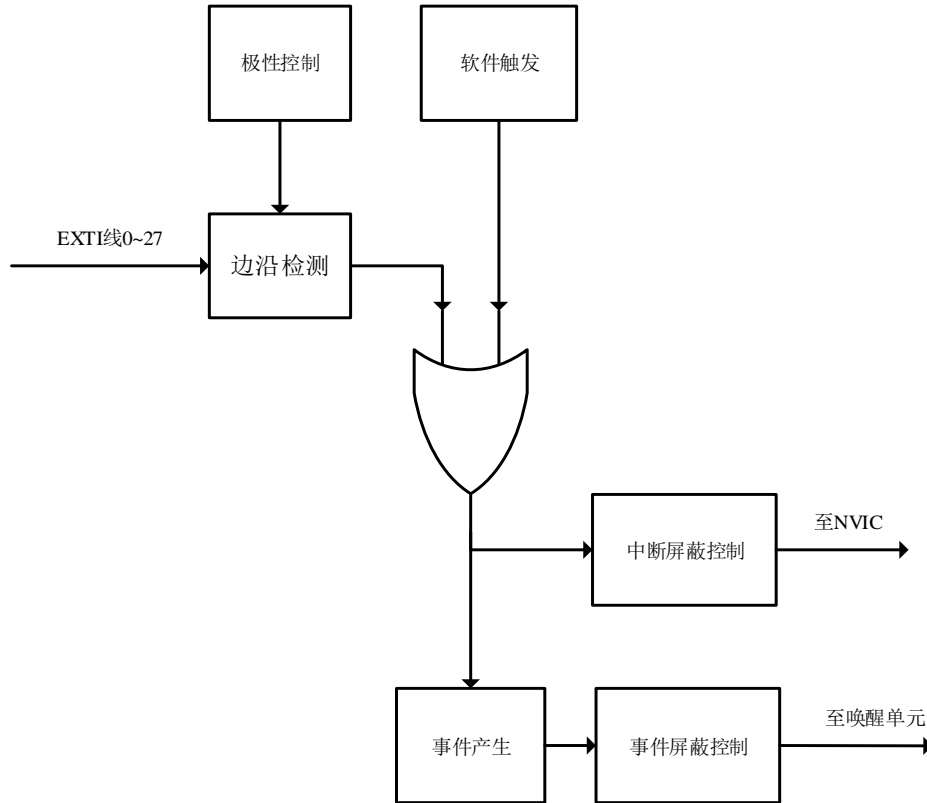 极性控制
软件触发
EXTI线0~27
边沿检测
至NVIC
中断屏蔽控制
至唤醒单元
事件产生
事件屏蔽控制